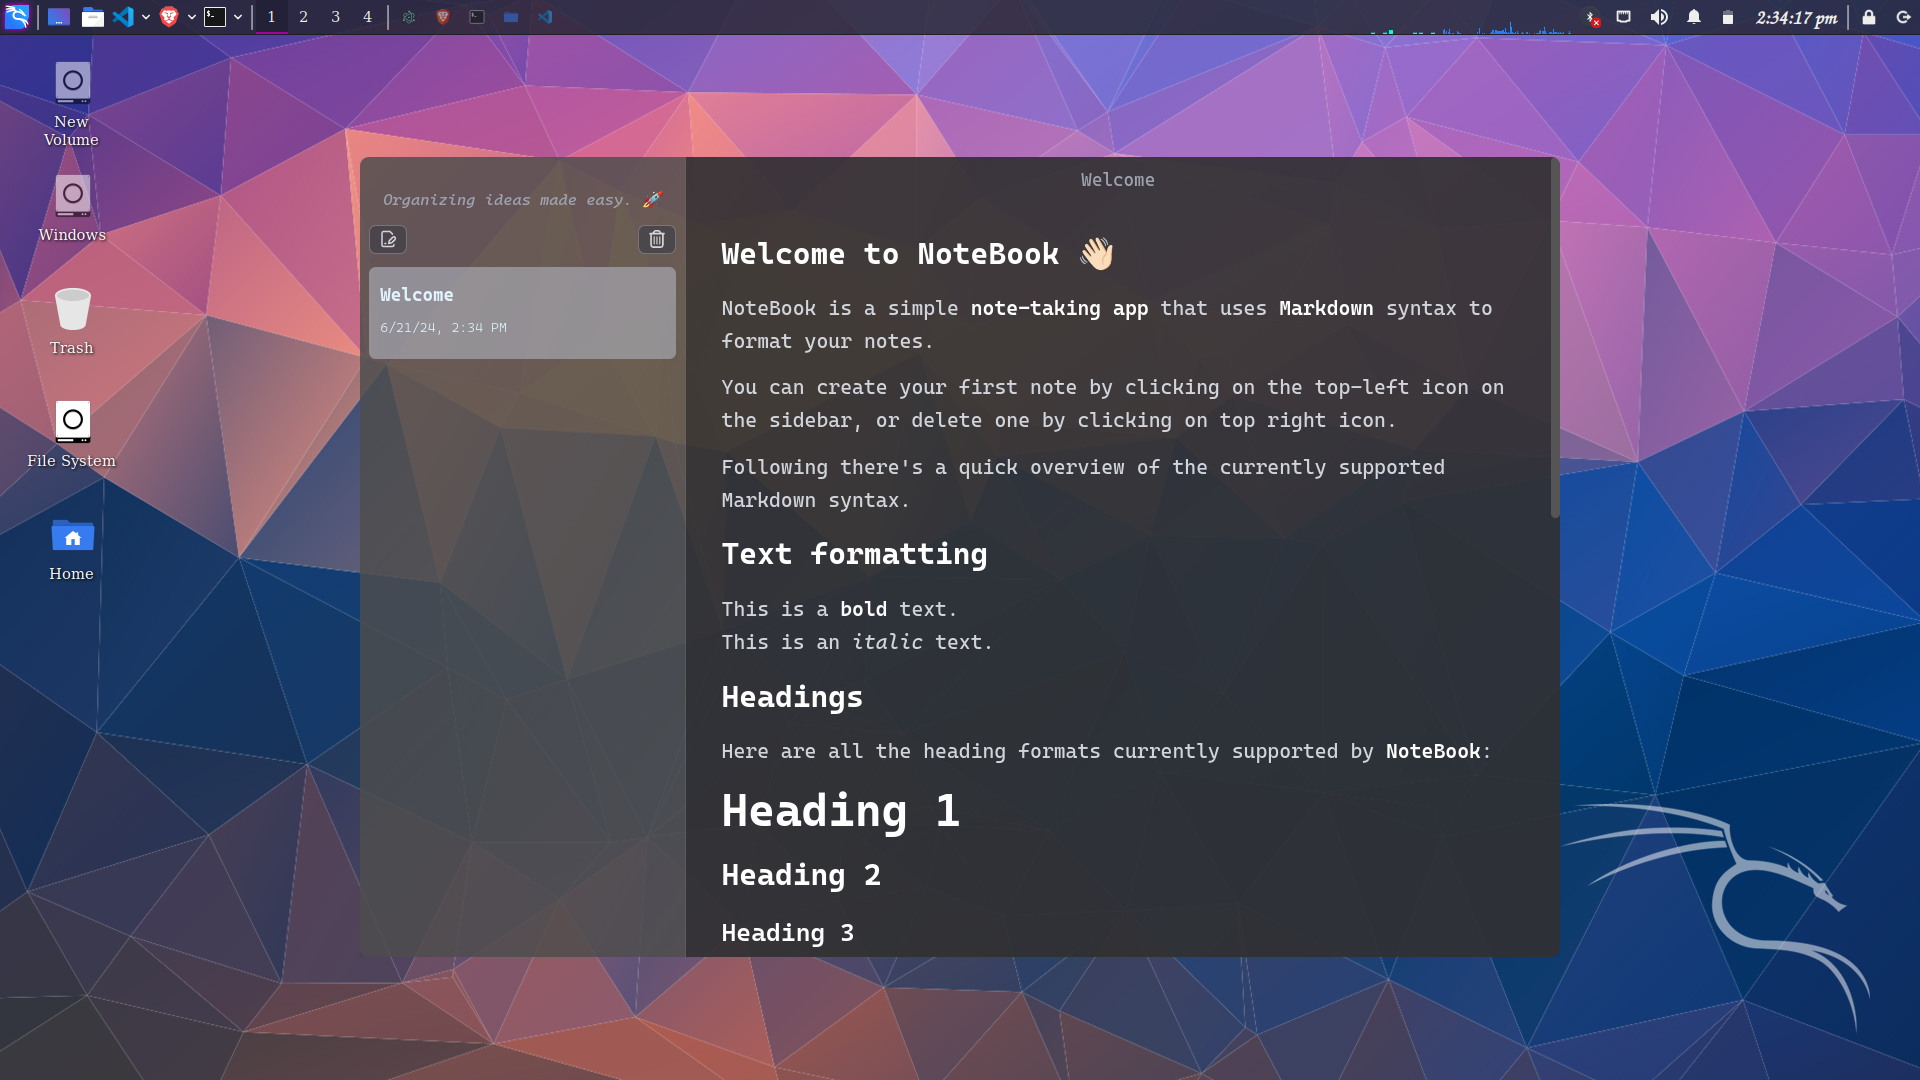 1 2 3 4
2:34:17 pm
New
Volume
Windows
Trash
File System
Home
Organizing ideas made easy. 🚀
Welcome
6/21/24, 2:34 PM
Welcome
Welcome to NoteBook 👋🏻
NoteBook is a simple note-taking app that uses Markdown syntax to
format your notes.
You can create your first note by clicking on the top-left icon on
the sidebar, or delete one by clicking on top right icon.
Following there's a quick overview of the currently supported
Markdown syntax.
Text formatting
This is a bold text.
This is an italic text.
Headings
Here are all the heading formats currently supported by NoteBook:
Heading 1
Heading 2
Heading 3